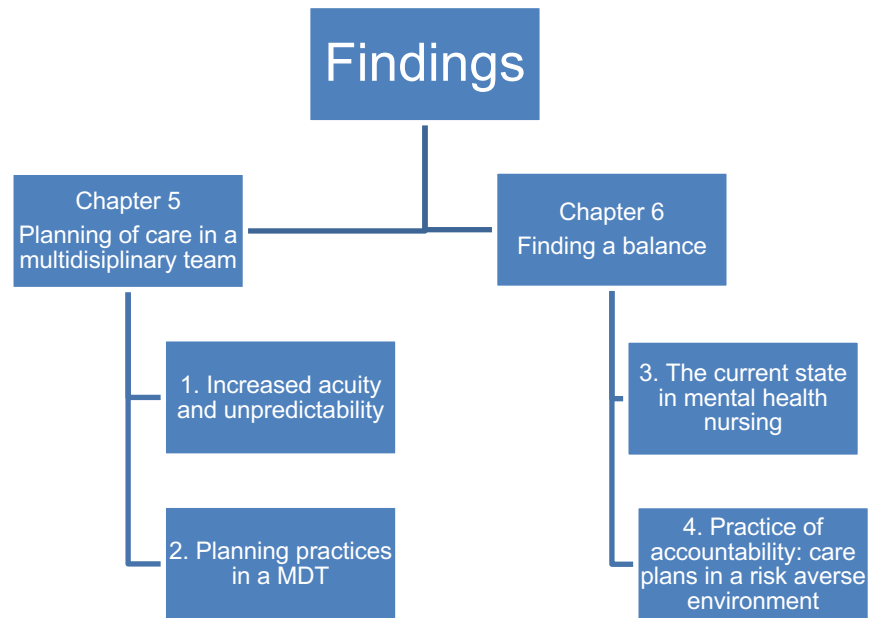 Findings
Chapter 5
Planning of care in a
multidisiplinary team
1. Increased acuity
and unpredictability
2. Planning practices
in a MDT
Chapter 6
Finding a balance
3. The current state
in mental health
nursing
4. Practice of
accountability: care
plans in a risk averse
environment